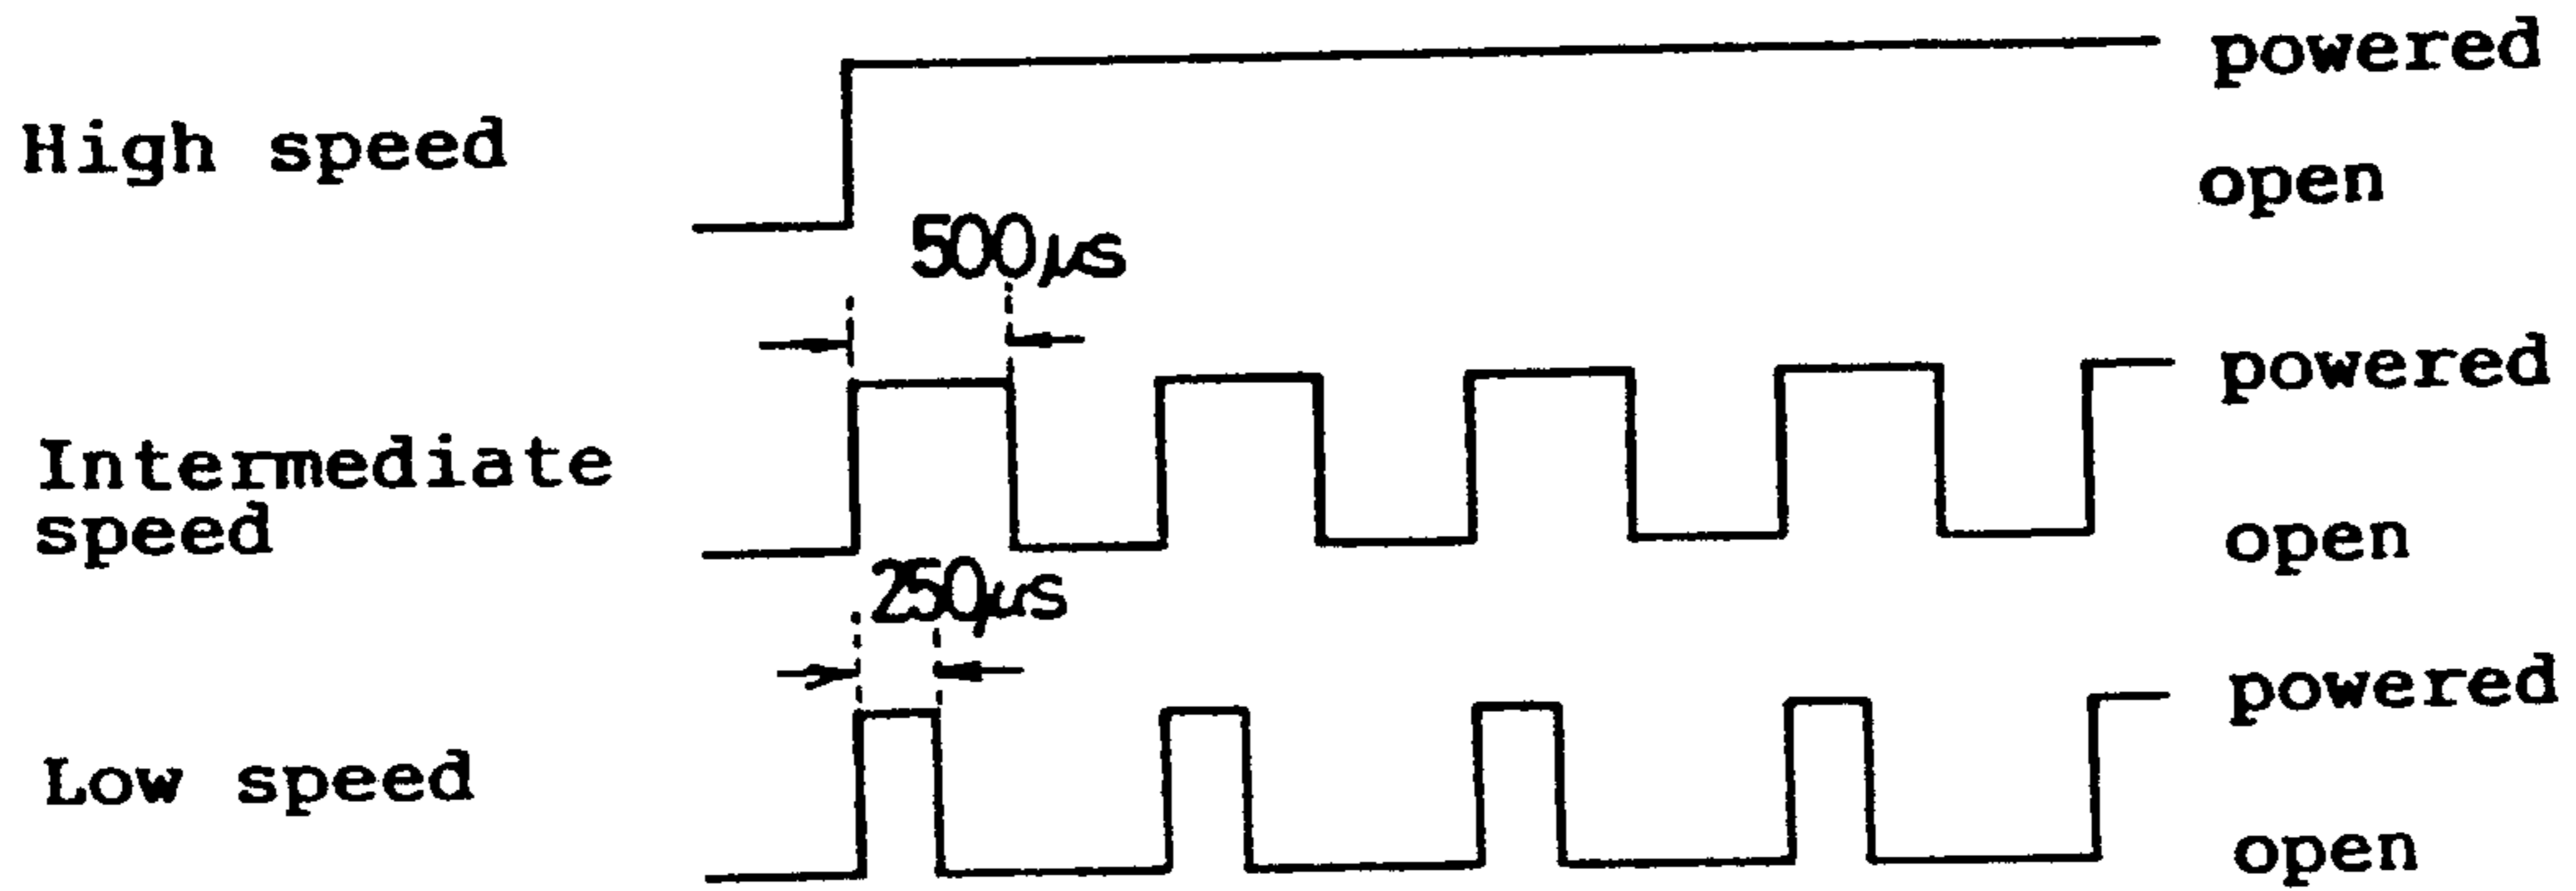 High speed
powered
open
500μs
Intermediate
speed
powered
open
250μs
Low speed
powered
open